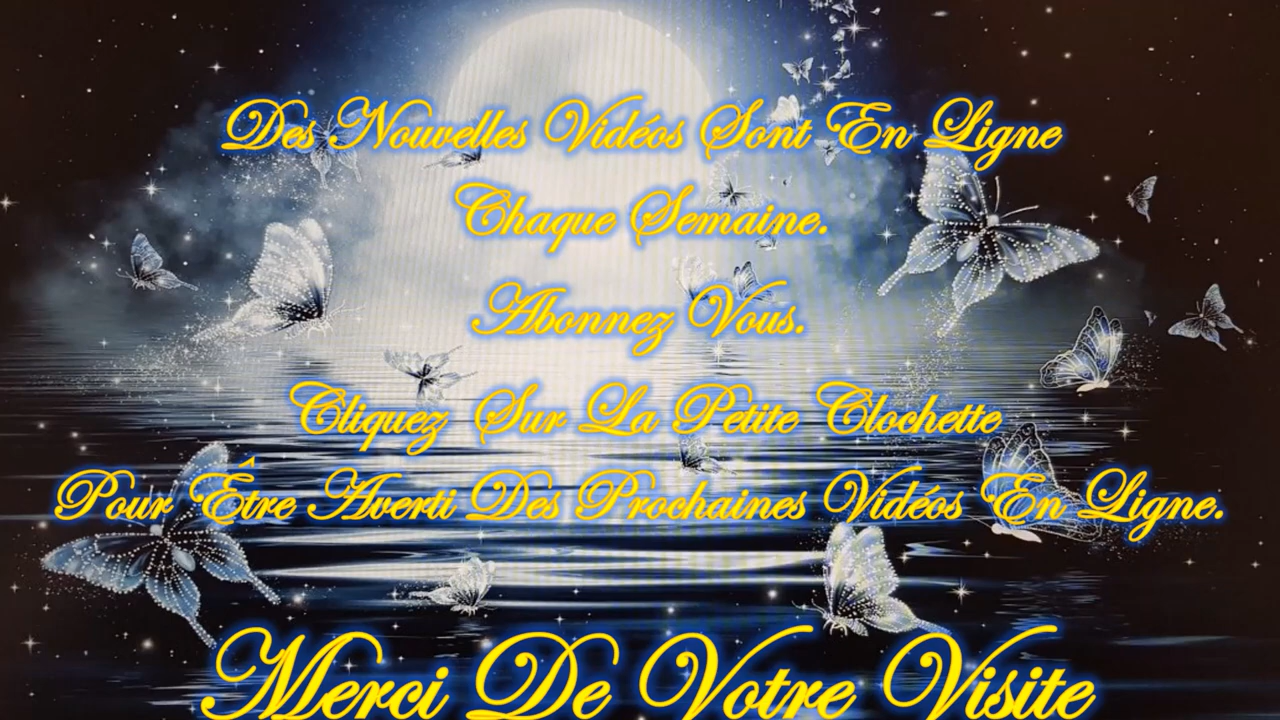 Des Nouvelles Vidéos Sont En Ligne
Chaque Semaine.
Abonnez Vous.
Cliquez Sur La Petite Clochette
Pour Être Averti Des Prochaines Vidéos En Ligne.
Merci De Votre Visite